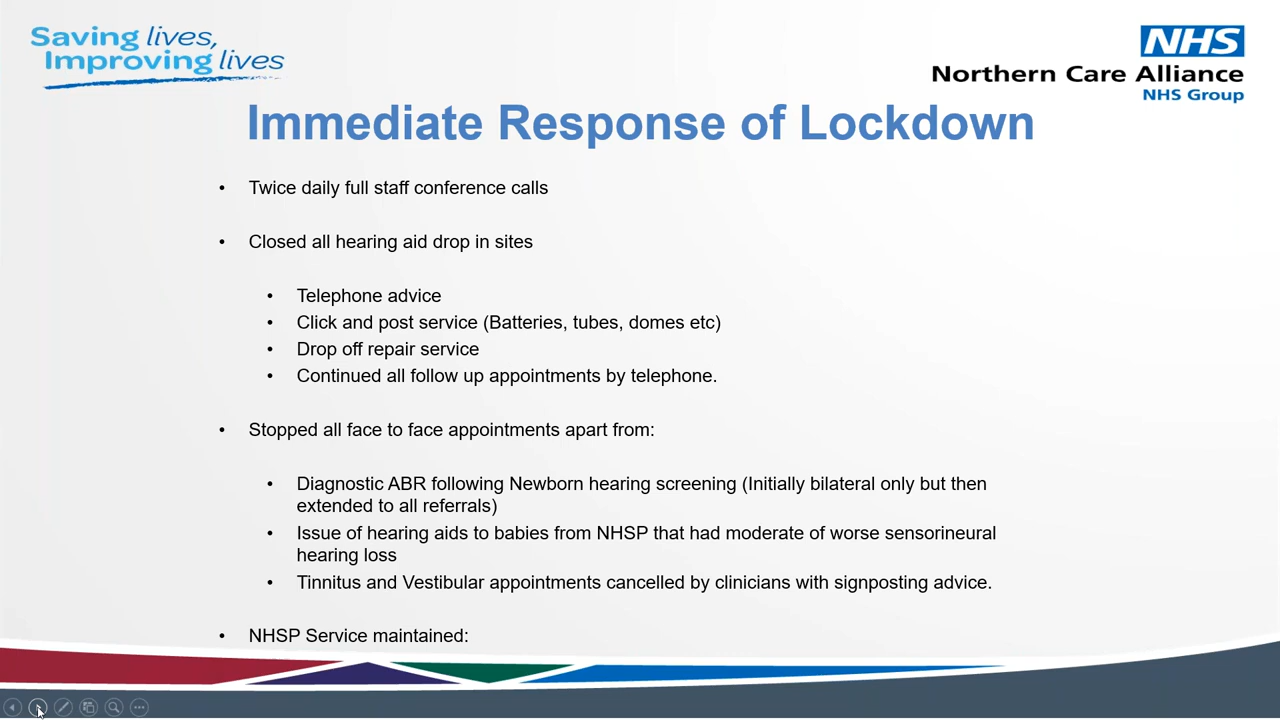 Saving lives,
Improving lives
NHS
Northern Care Alliance
NHS Group
Immediate Response of Lockdown
• Twice daily full staff conference calls
• Closed all hearing aid drop in sites
• Telephone advice
• Click and post service (Batteries, tubes, domes etc)
• Drop off repair service
• Continued all follow up appointments by telephone.
• Stopped all face to face appointments apart from:
• Diagnostic ABR following Newborn hearing screening (Initially bilateral only but then
extended to all referrals)
• Issue of hearing aids to babies from NHSP that had moderate of worse sensorineural
hearing loss
• Tinnitus and Vestibular appointments cancelled by clinicians with signposting advice.
• NHSP Service maintained: